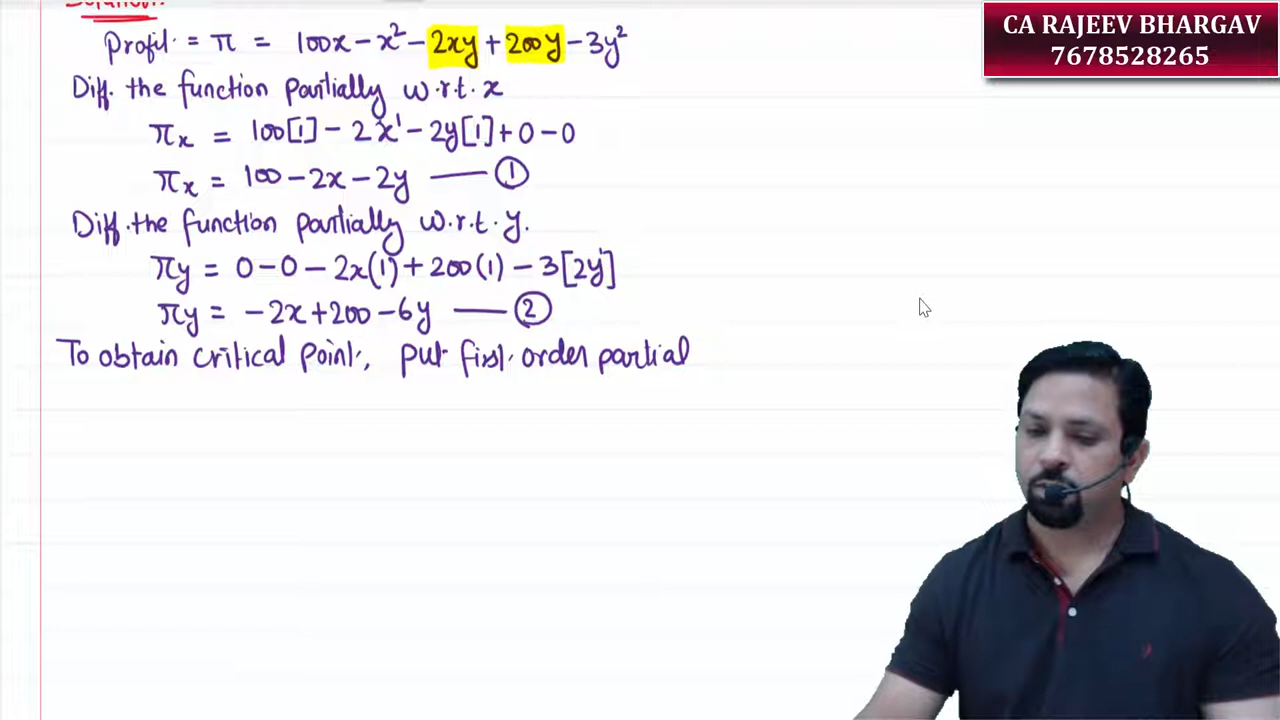 Solution:
CA RAJEEV BHARGAV
7678528265
Profit = π = 100x - x² - 2xy + 200y - 3y²
Diff. the function partially w.r.t. x
πx = 100[1] - 2x¹ - 2y[1] + 0 - 0
πx = 100 - 2x - 2y —— ①
Diff. the function partially w.r.t. y.
πy = 0 - 0 - 2x(1) + 200(1) - 3[2y¹]
πy = -2x + 200 - 6y —— ②
To obtain critical point, put first order partial